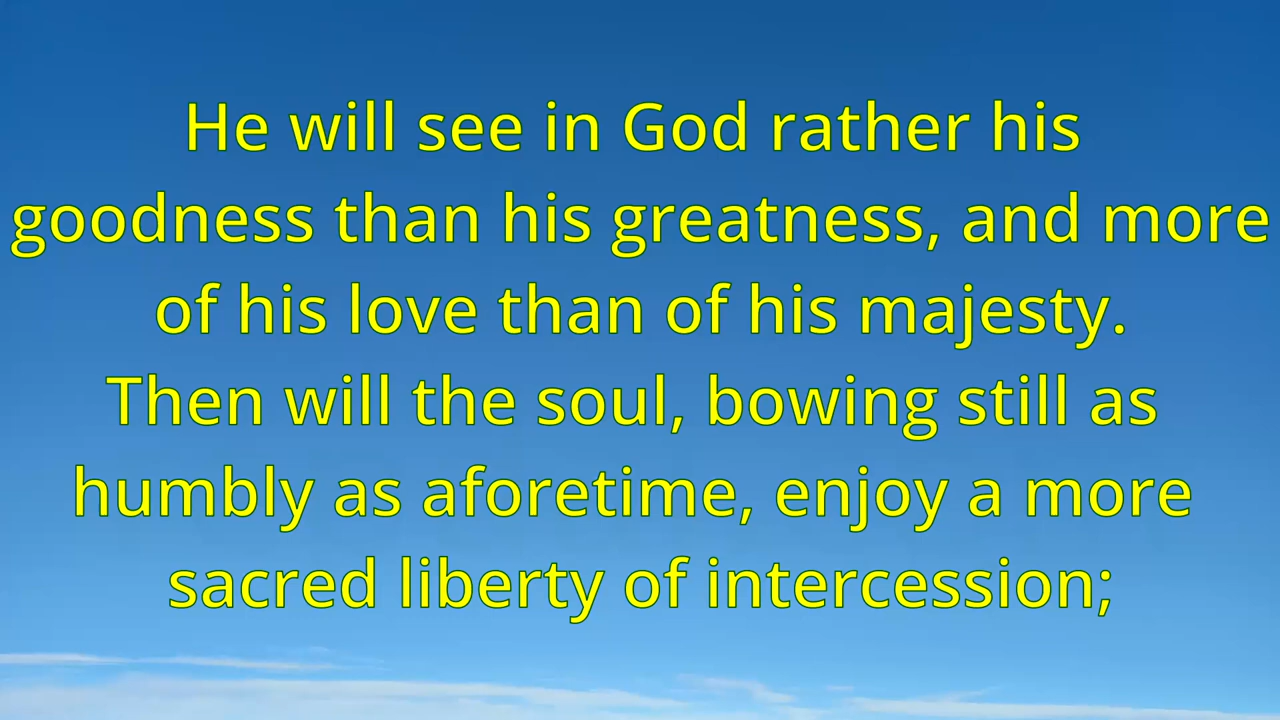 He will see in God rather his
goodness than his greatness, and more
of his love than of his majesty.
Then will the soul, bowing still as
humbly as aforetime, enjoy a more
sacred liberty of intercession;